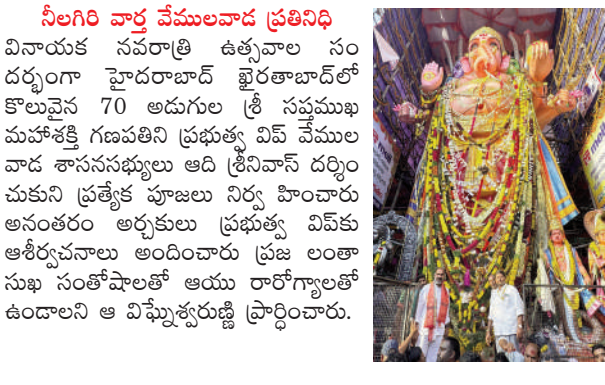 నీలగిరి వార్త వేములవాడ ప్రతినిధి
వినాయక నవరాత్రి ఉత్సవాల సం
దర్భంగా హైదరాబాద్ ఖైరతాబాద్‌లో
కొలువైన 70 అడుగుల శ్రీ సప్తముఖ
మహాశక్తి గణపతిని ప్రభుత్వ విప్ వేముల
వాడ శాసనసభ్యులు ఆది శ్రీనివాస్ దర్శిం
చుకుని ప్రత్యేక పూజలు నిర్వ హించారు
అనంతరం అర్చకులు ప్రభుత్వ విప్‌కు
ఆశీర్వచనాలు అందించారు ప్రజ లంతా
సుఖ సంతోషాలతో ఆయు రారోగ్యాలతో
ఉండాలని ఆ విఘ్నేశ్వరుణ్ణి ప్రార్థించారు.